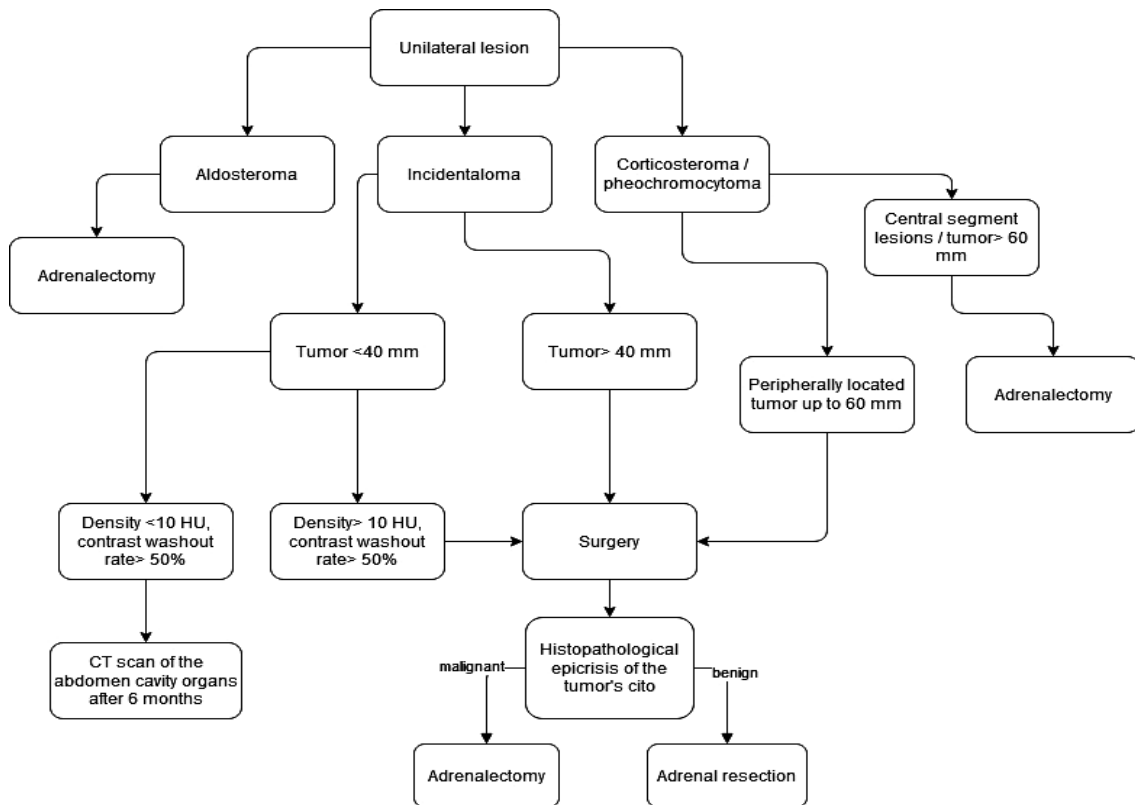 Unilateral lesion
Aldosteroma
Incidentaloma
Corticosteroma /
pheochromocytoma
Central segment
lesions / tumor> 60
mm
Adrenalectomy
Tumor <40 mm
Tumor> 40 mm
Peripherally located
tumor up to 60 mm
Adrenalectomy
Density <10 HU,
contrast washout
rate> 50%
Density> 10 HU,
contrast washout
rate> 50%
Surgery
CT scan of the
abdomen cavity organs
after 6 months
malignant
Histopathological
epicrisis of the
tumor's cito
benign
Adrenalectomy
Adrenal resection